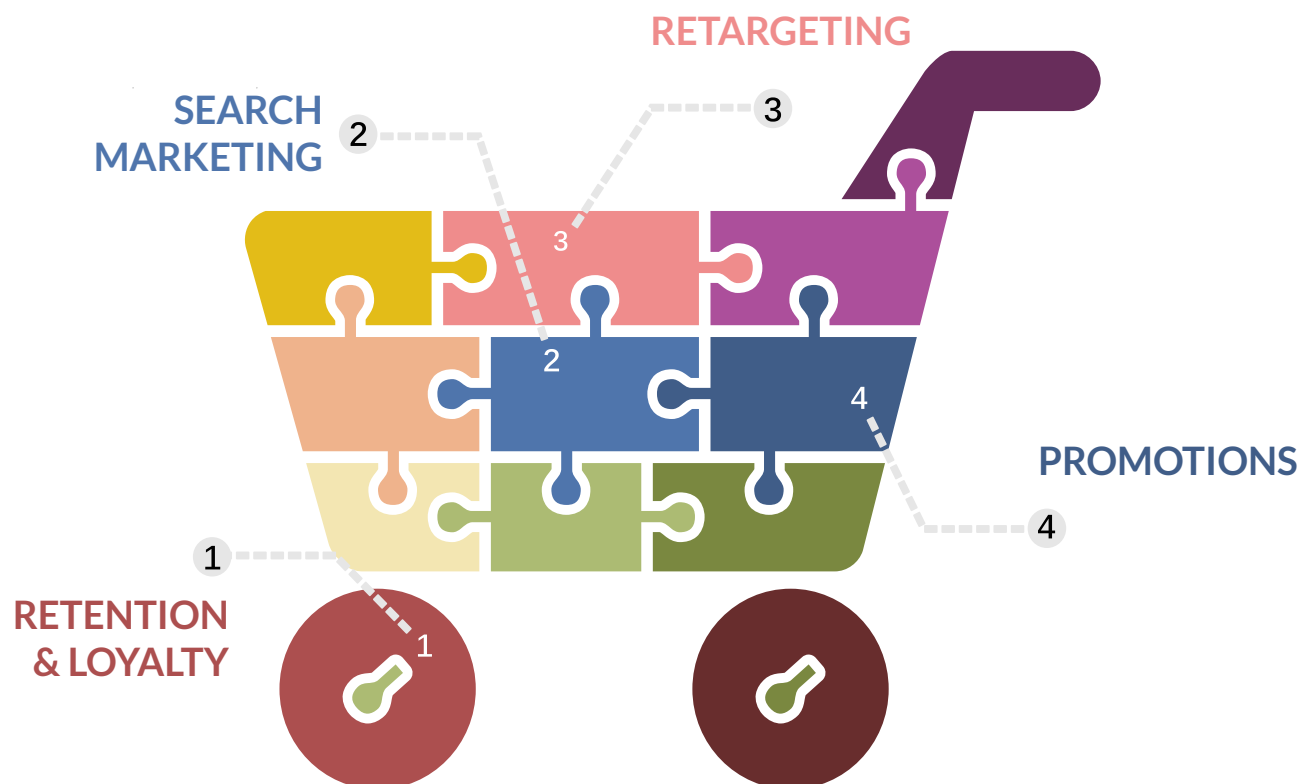 RETARGETING
SEARCH
MARKETING
2
3
3
2
4
PROMOTIONS
4
1
RETENTION
& LOYALTY
1